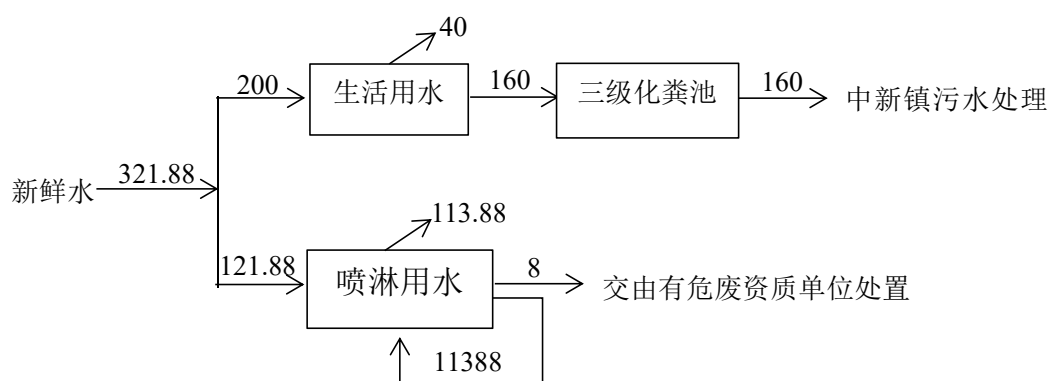 40
200
生活用水
160
三级化粪池
160
中新镇污水处理
新鲜水
321.88
113.88
121.88
喷淋用水
8
交由有危废资质单位处置
11388